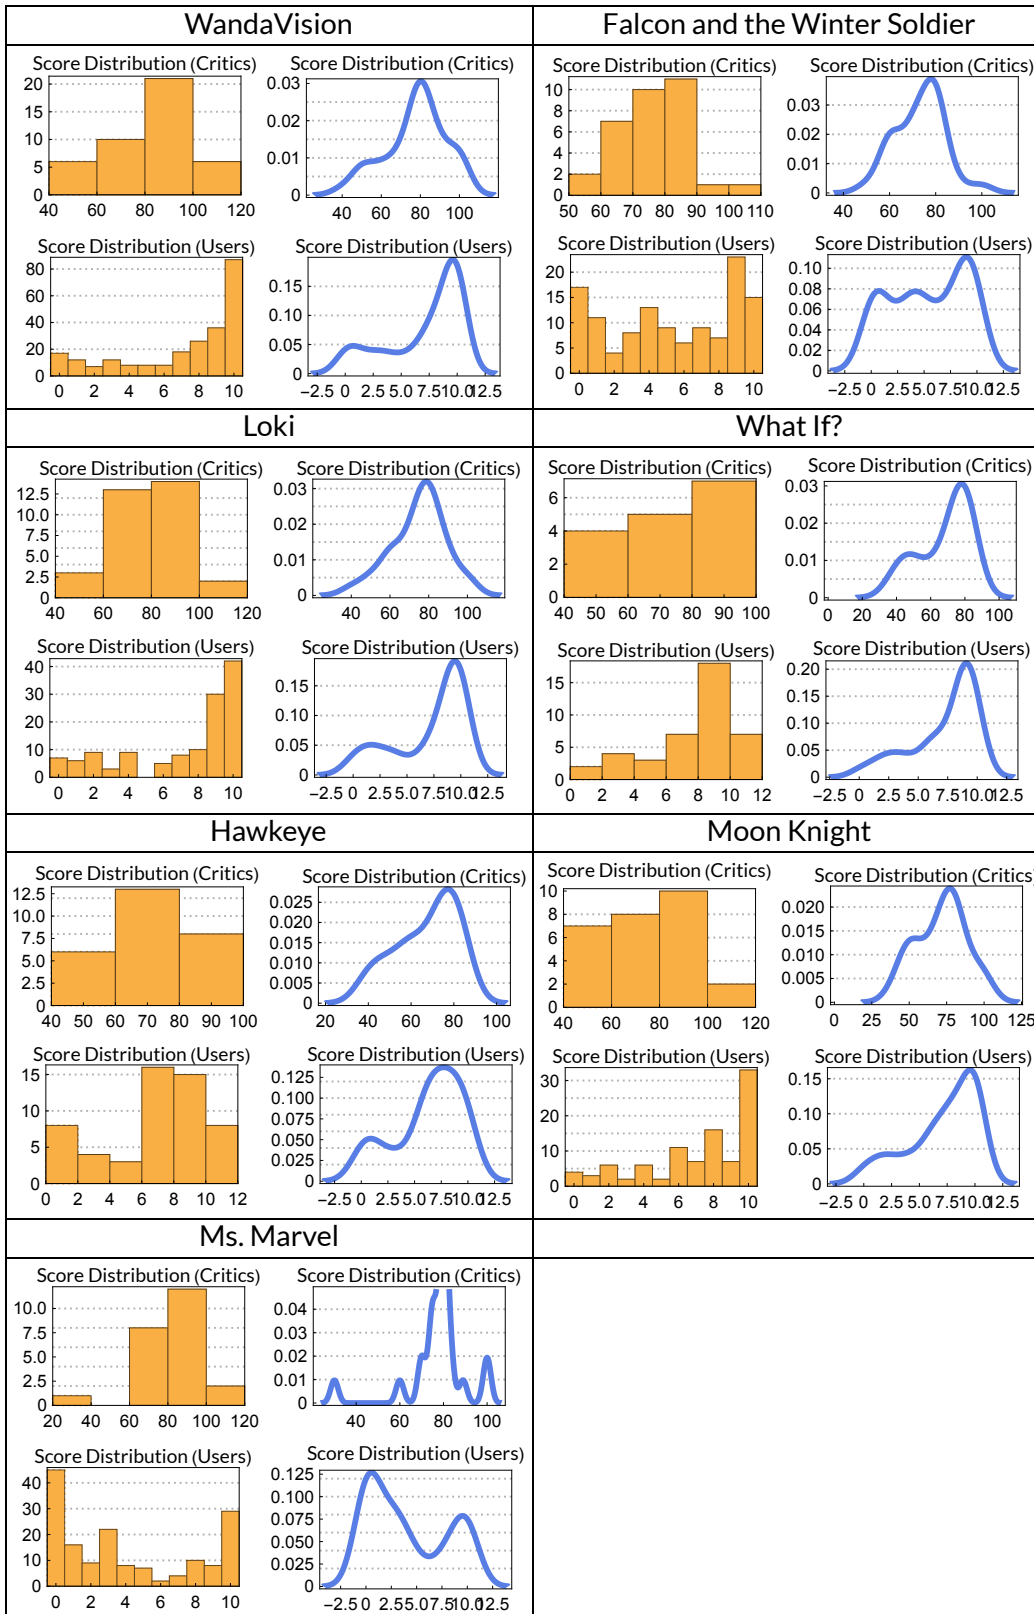 WandaVision
Falcon and the Winter Soldier
Score Distribution (Critics)
20
15
10
5
0
40 60 80 100 120
Score Distribution (Critics)
0.03
0.02
0.01
0
40 60 80 100
Score Distribution (Critics)
10
8
6
4
2
0
50 60 70 80 90 100 110
Score Distribution (Critics)
0.03
0.02
0.01
0
40 60 80 100
Score Distribution (Users)
80
60
40
20
0
0 2 4 6 8 10
Score Distribution (Users)
0.15
0.10
0.05
0
−2.5 0 2.5 5.0 7.5 10.0 12.5
Score Distribution (Users)
20
15
10
5
0
0 2 4 6 8 10
Score Distribution (Users)
0.10
0.08
0.06
0.04
0.02
0
−2.5 0 2.5 5.0 7.5 10.0 12.5
Loki
What If?
Score Distribution (Critics)
12.5
10.0
7.5
5.0
2.5
0
40 60 80 100 120
Score Distribution (Critics)
0.03
0.02
0.01
0
40 60 80 100
Score Distribution (Critics)
6
4
2
0
40 50 60 70 80 90 100
Score Distribution (Critics)
0.03
0.02
0.01
0
0 20 40 60 80 100
Score Distribution (Users)
40
30
20
10
0
0 2 4 6 8 10
Score Distribution (Users)
0.15
0.10
0.05
0
−2.5 0 2.5 5.0 7.5 10.0 12.5
Score Distribution (Users)
15
10
5
0
0 2 4 6 8 10 12
Score Distribution (Users)
0.20
0.15
0.10
0.05
0
−2.5 0 2.5 5.0 7.5 10.0 12.5
Hawkeye
Moon Knight
Score Distribution (Critics)
12.5
10.0
7.5
5.0
2.5
0
40 50 60 70 80 90 100
Score Distribution (Critics)
0.025
0.020
0.015
0.010
0.005
0
20 40 60 80 100
Score Distribution (Critics)
10
8
6
4
2
0
40 60 80 100 120
Score Distribution (Critics)
0.020
0.015
0.010
0.005
0
0 25 50 75 100 125
Score Distribution (Users)
15
10
5
0
0 2 4 6 8 10 12
Score Distribution (Users)
0.125
0.100
0.075
0.050
0.025
0
−2.5 0 2.5 5.0 7.5 10.0 12.5
Score Distribution (Users)
30
20
10
0
0 2 4 6 8 10
Score Distribution (Users)
0.15
0.10
0.05
0
−2.5 0 2.5 5.0 7.5 10.0 12.5
Ms. Marvel
Score Distribution (Critics)
10.0
7.5
5.0
2.5
0
20 40 60 80 100 120
Score Distribution (Critics)
0.04
0.03
0.02
0.01
0
40 60 80 100
Score Distribution (Users)
40
30
20
10
0
0 2 4 6 8 10
Score Distribution (Users)
0.125
0.100
0.075
0.050
0.025
0
−2.5 0 2.5 5.0 7.5 10.0 12.5